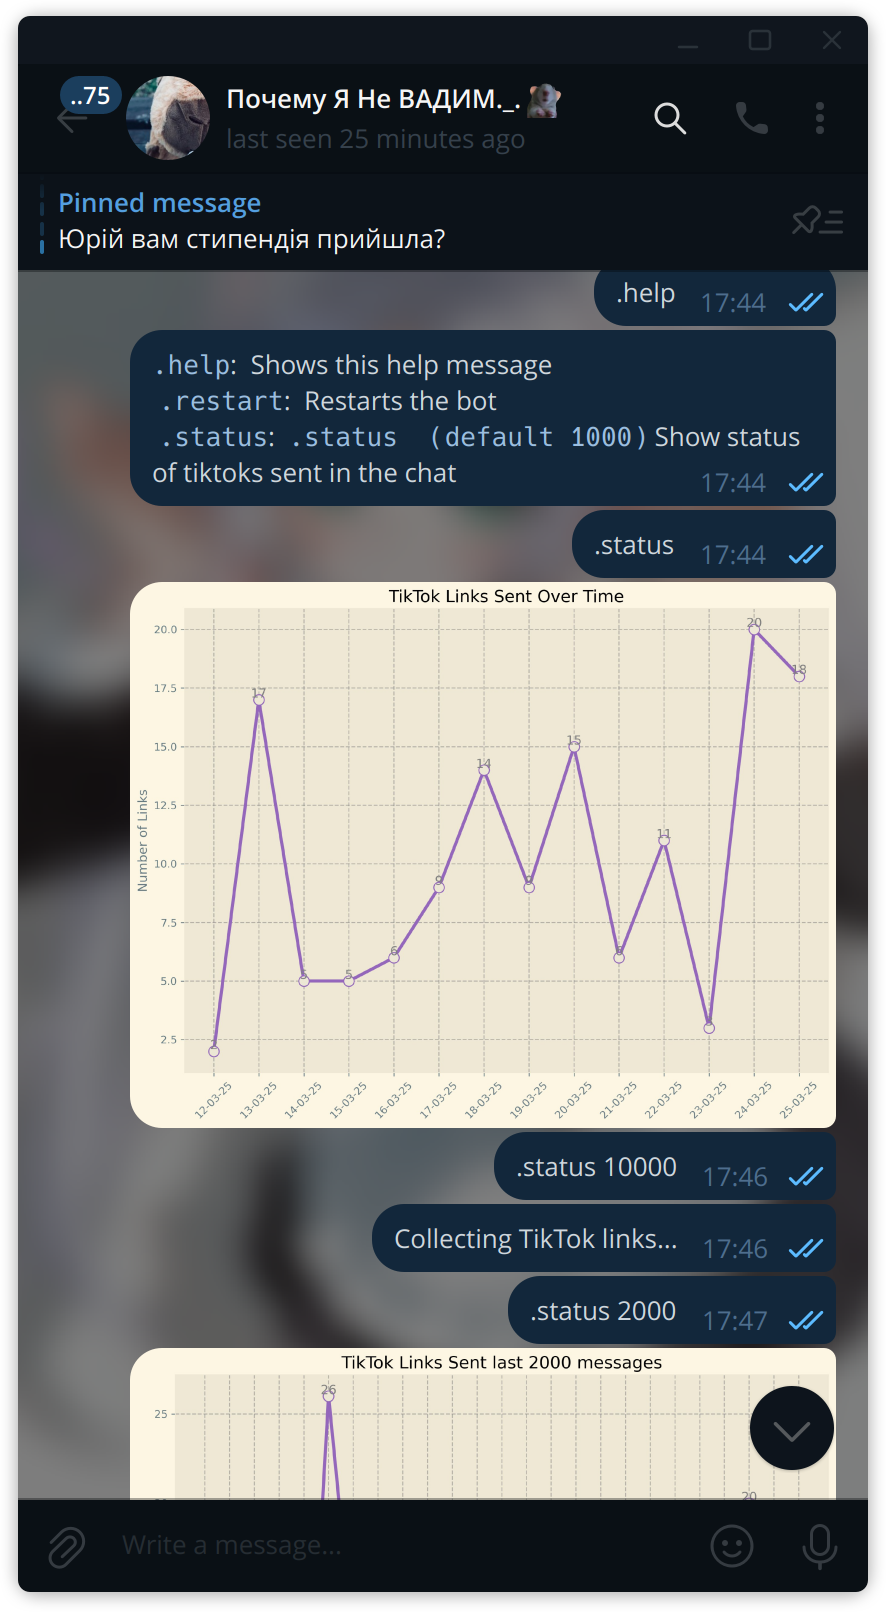 ..75
Почему Я Не ВАДИМ._.
last seen 25 minutes ago
Pinned message
Юрій вам стипендія прийшла?
.help 17:44
.help: Shows this help message
.restart: Restarts the bot
.status: .status (default 1000) Show status
of tiktoks sent in the chat 17:44
.status 17:44
TikTok Links Sent Over Time
Number of Links
20.0
17.5
15.0
12.5
10.0
7.5
5.0
2.5
2
17
5
5
6
9
14
9
15
6
11
20
18
12-03-25
13-03-25
14-03-25
15-03-25
16-03-25
17-03-25
18-03-25
19-03-25
20-03-25
21-03-25
22-03-25
23-03-25
24-03-25
25-03-25
.status 10000 17:46
Collecting TikTok links... 17:46
.status 2000 17:47
TikTok Links Sent last 2000 messages
26
25
20
Write a message...